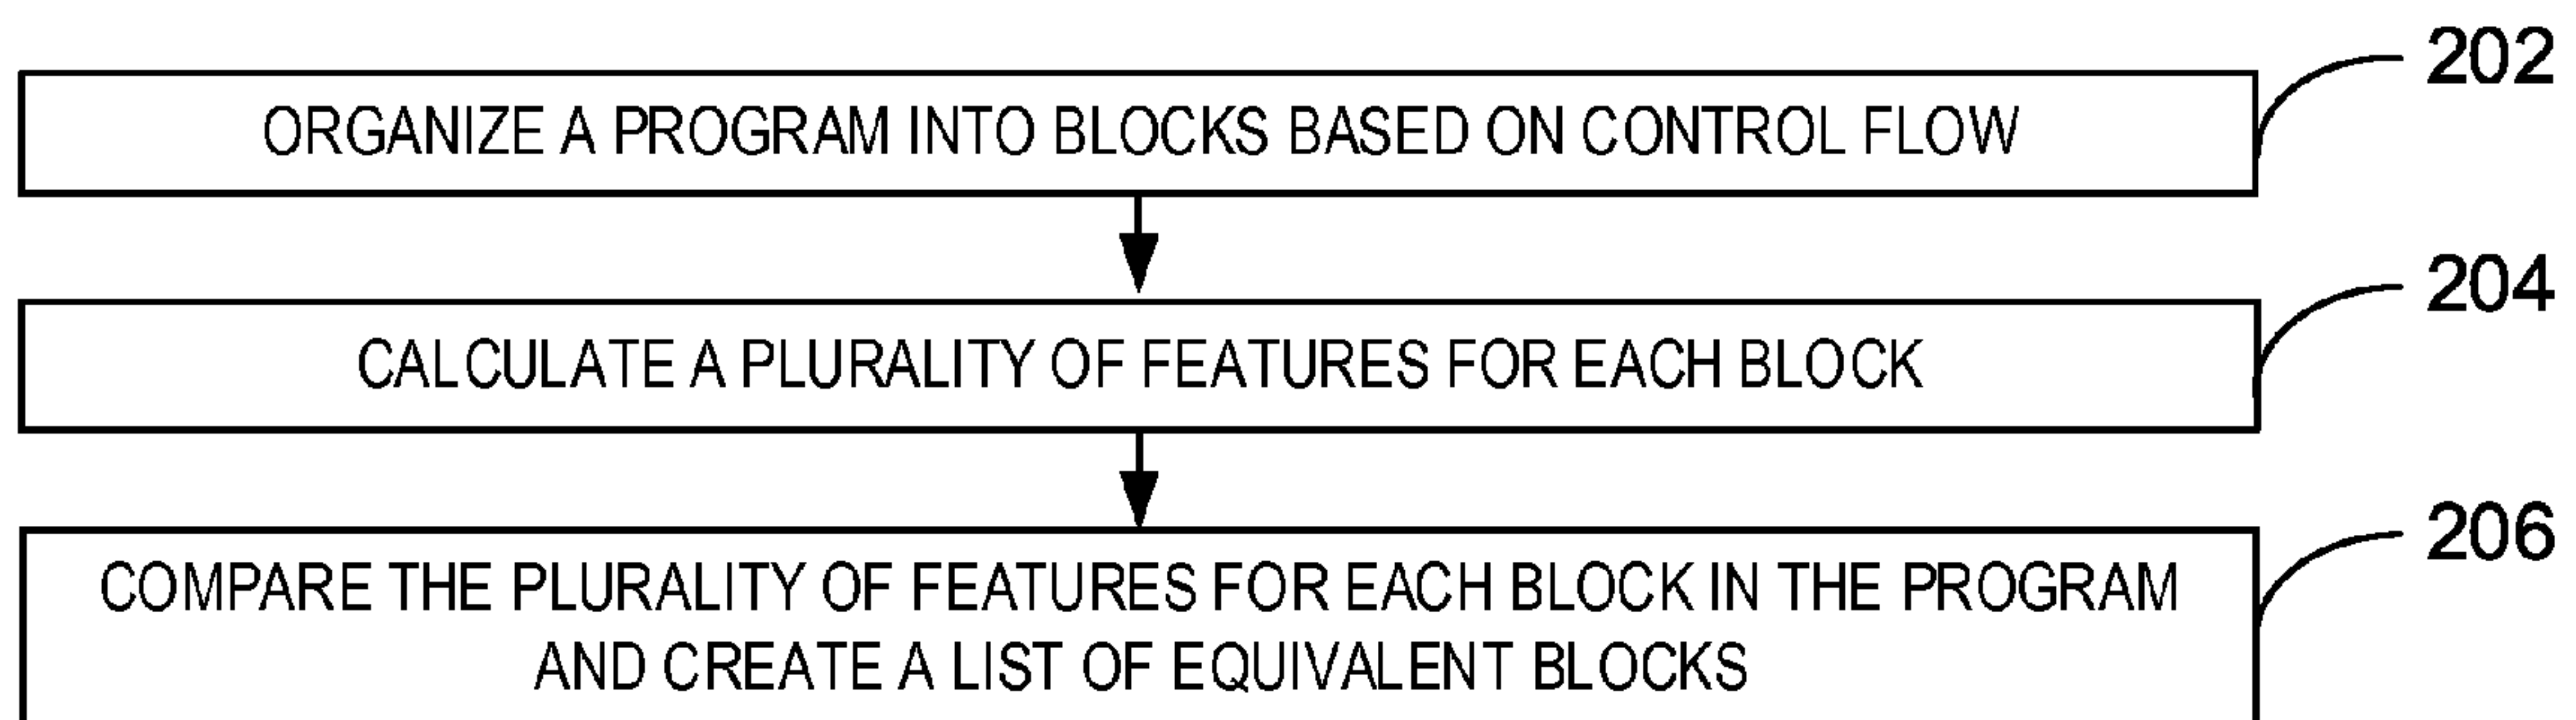 202
ORGANIZE A PROGRAM INTO BLOCKS BASED ON CONTROL FLOW
204
CALCULATE A PLURALITY OF FEATURES FOR EACH BLOCK
206
COMPARE THE PLURALITY OF FEATURES FOR EACH BLOCK IN THE PROGRAM
AND CREATE A LIST OF EQUIVALENT BLOCKS